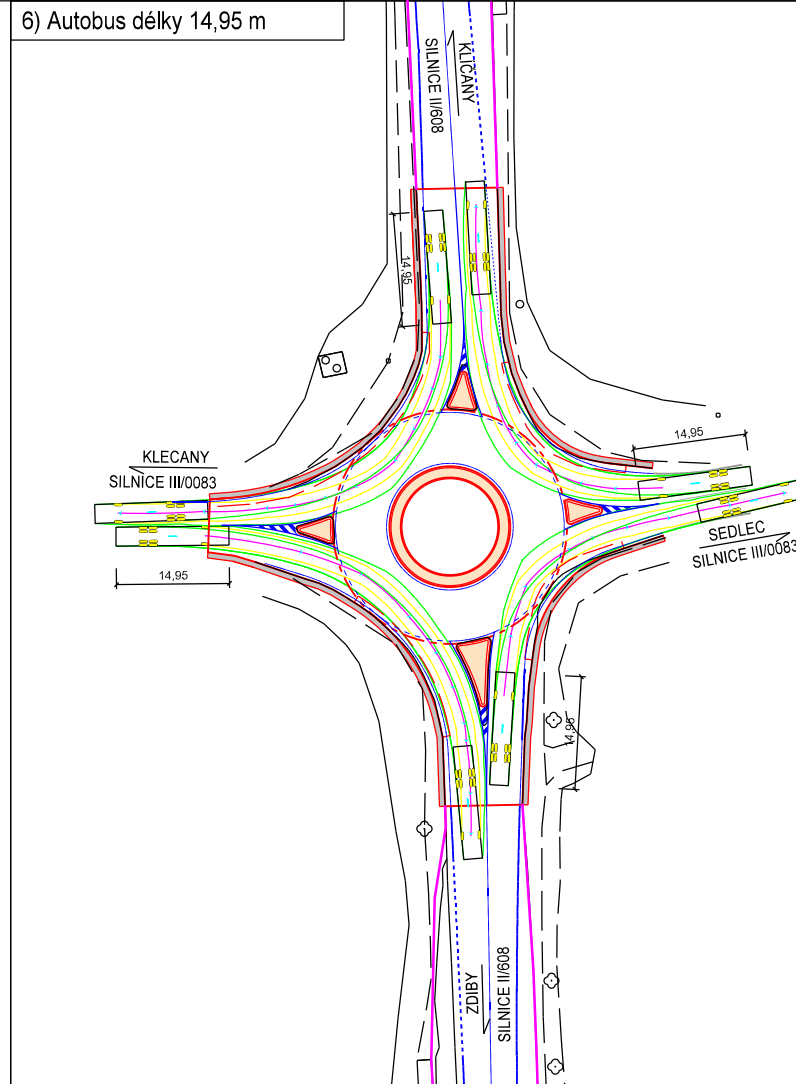 6) Autobus délky 14,95 m
SILNICE II/608
KLÍČANY
14,95
14,95
KLECANY
SILNICE III/0083
SEDLEC
SILNICE III/0083
14,95
14,95
ZDIBY
SILNICE II/608